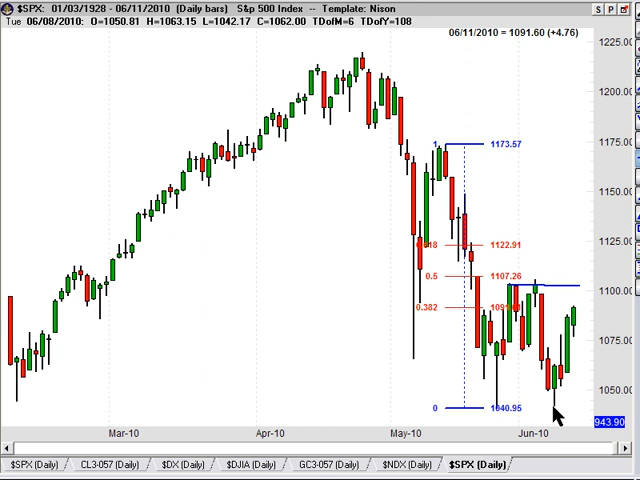 $SPX: 01/03/1928 - 06/11/2010 (Daily bars) S&p 500 Index -- Template: Nison
S P
Tue 06/08/2010: O=1050.81 H=1063.15 L=1042.17 C=1062.00 TDofM=6 TDofY=108
06/11/2010 = 1091.60 (+4.76)
1225.00
1200.00
1175.00
1 1173.57
1150.00
1125.00
0.618 1122.91
0.5 1107.26
1100.00
0.382
1075.00
1050.00
0 1040.95
943.90
Mar-10 Apr-10 May-10 Jun-10
$SPX (Daily) CL3-057 (Daily) $DX (Daily) $DJIA (Daily) GC3-057 (Daily) $NDX (Daily) $SPX (Daily)